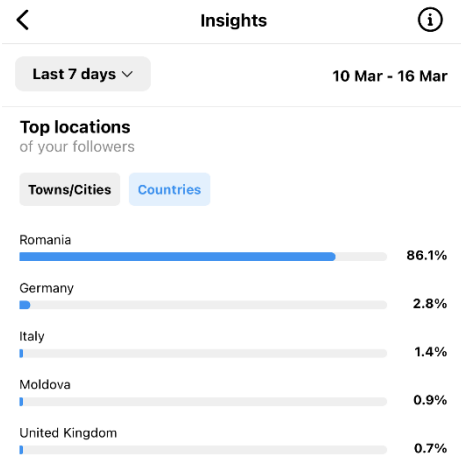 Insights
Last 7 days
10 Mar - 16 Mar
Top locations
of your followers
Towns/Cities
Countries
Romania
86.1%
Germany
2.8%
Italy
1.4%
Moldova
0.9%
United Kingdom
0.7%